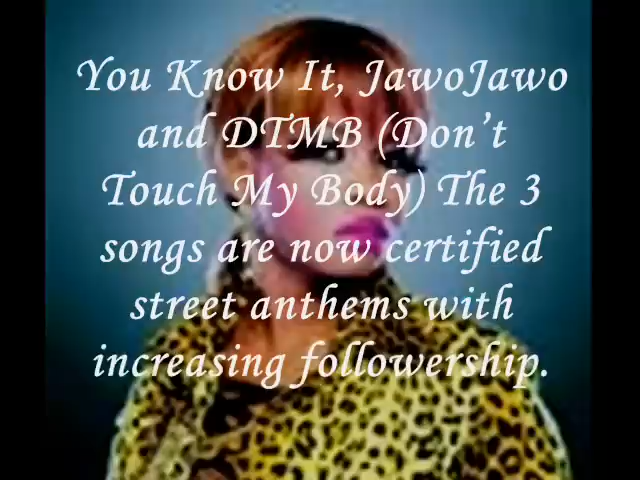 You Know It, JawoJawo
and DTMB (Don't
Touch My Body) The 3
songs are now certified
street anthems with
increasing followership.